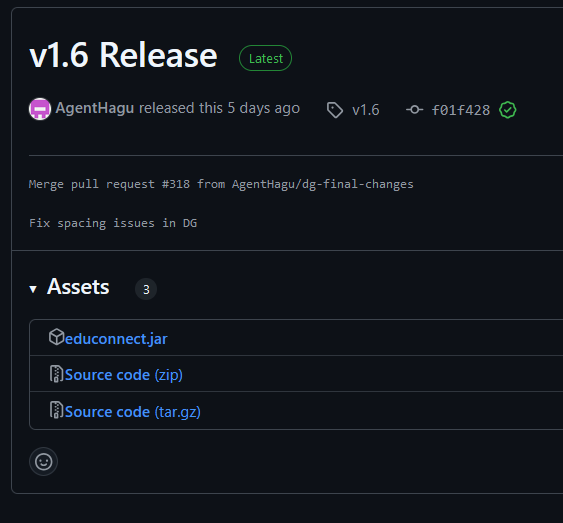 v1.6 Release Latest
AgentHagu released this 5 days ago v1.6 f01f428
Merge pull request #318 from AgentHagu/dg-final-changes
Fix spacing issues in DG
Assets 3
educonnect.jar
Source code (zip)
Source code (tar.gz)